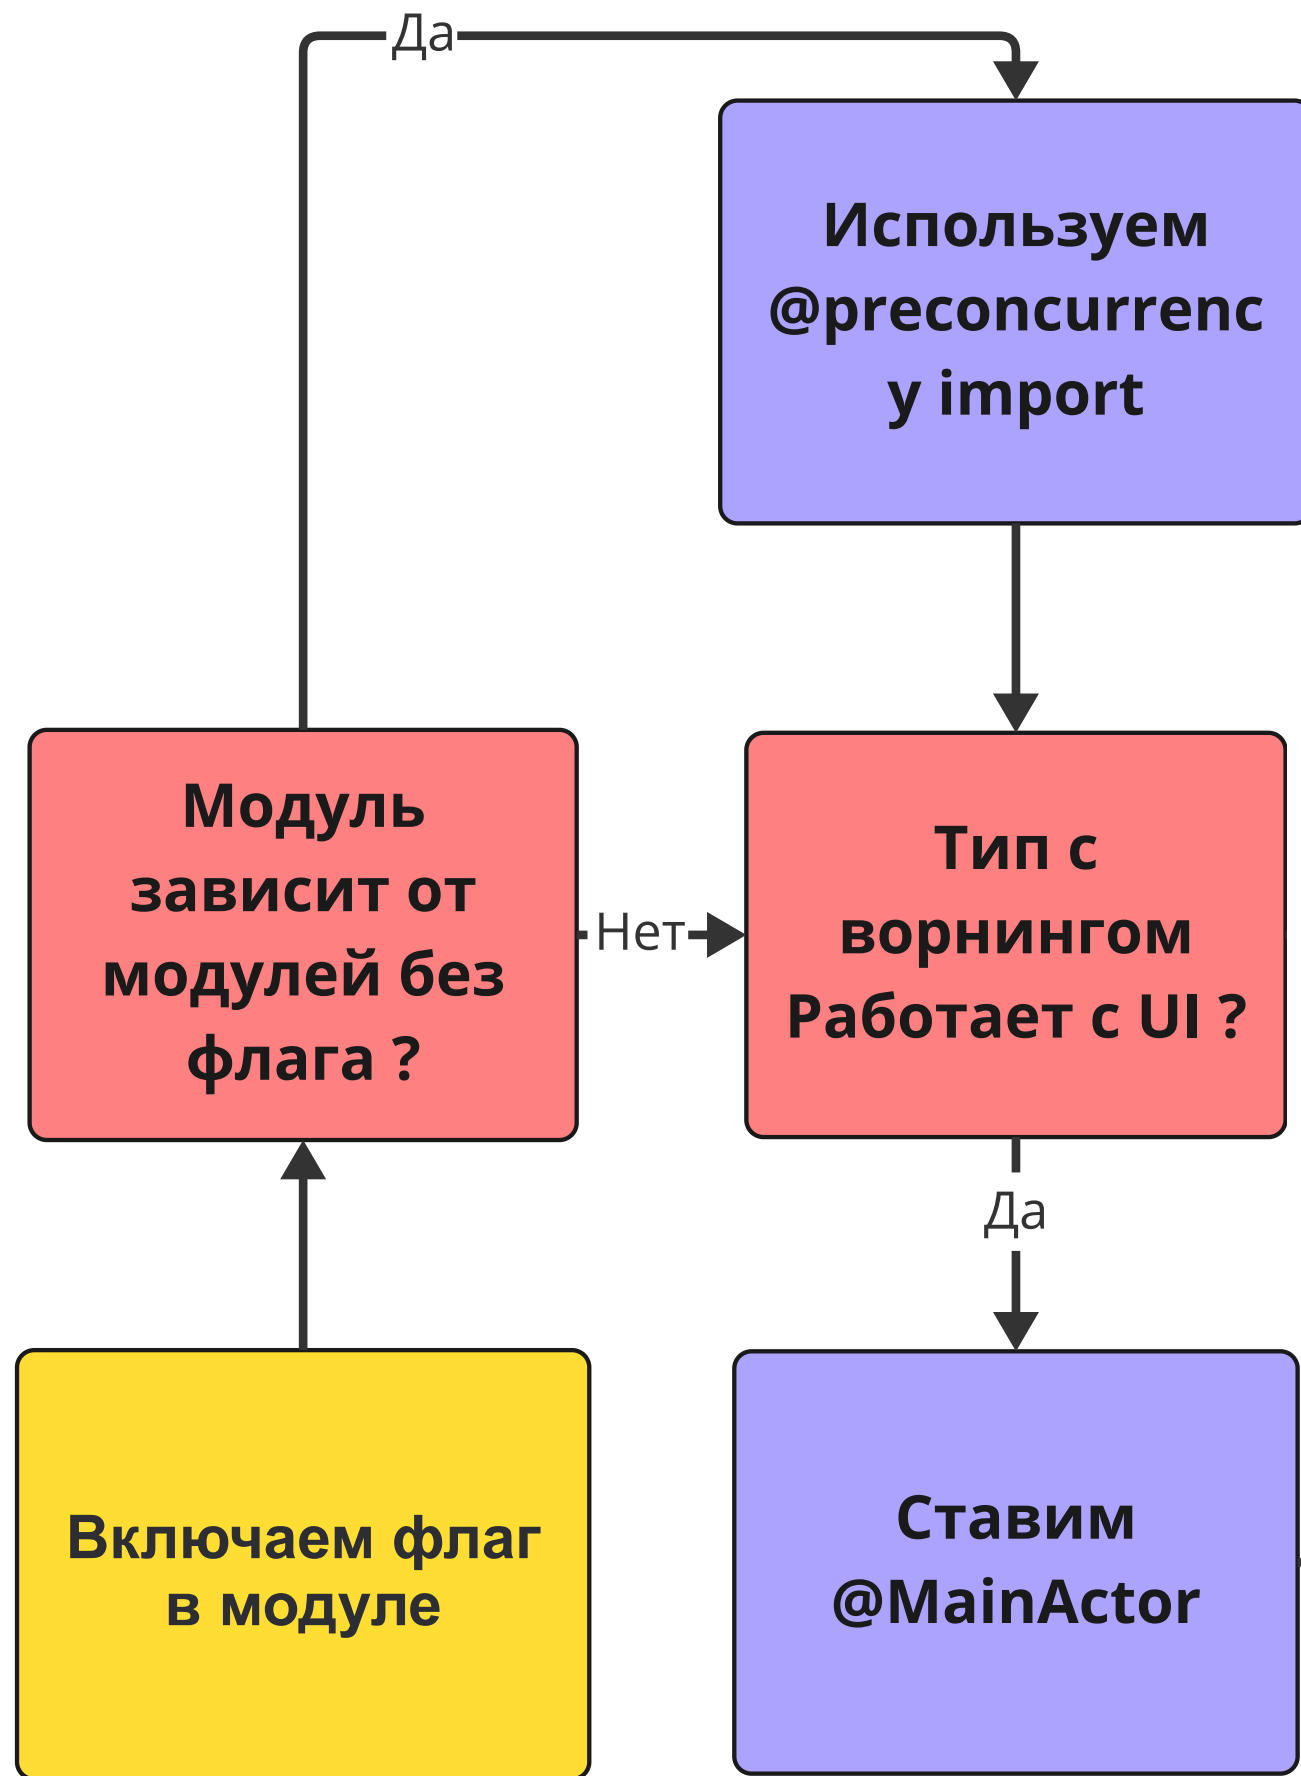 Да
Используем
@preconcurrenc
y import
Модуль
зависит от
модулей без
флага ?
Нет
Тип с
ворнингом
Работает с UI ?
Да
Включаем флаг
в модуле
Ставим
@MainActor